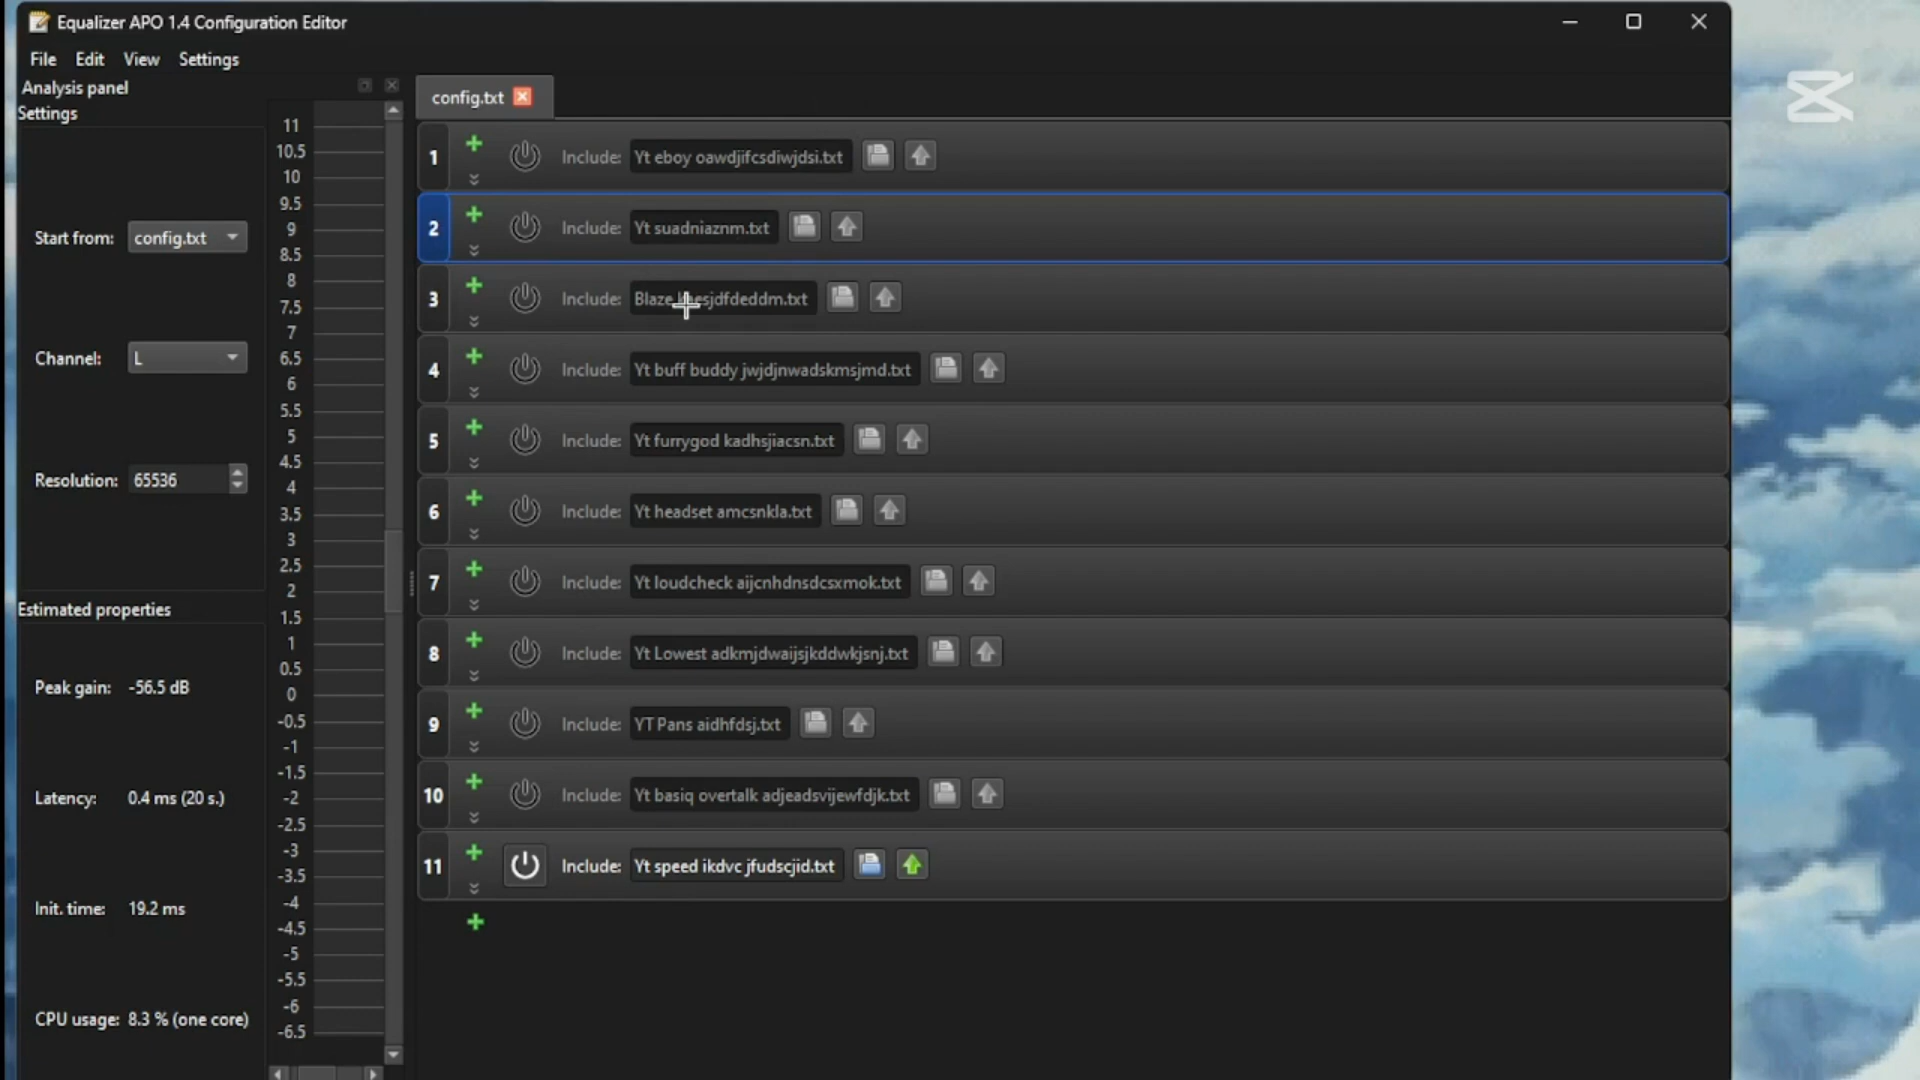 Equalizer APO 1.4 Configuration Editor
File Edit View Settings
Analysis panel
Settings
Start from: config.txt
Channel: L
Resolution: 65536
Estimated properties
Peak gain: -56.5 dB
Latency: 0.4 ms (20 s.)
Init. time: 19.2 ms
CPU usage: 8.3 % (one core)
11
10.5
10
9.5
9
8.5
8
7.5
7
6.5
6
5.5
5
4.5
4
3.5
3
2.5
2
1.5
1
0.5
0
-0.5
-1
-1.5
-2
-2.5
-3
-3.5
-4
-4.5
-5
-5.5
-6
-6.5
config.txt
1 Include: Yt eboy oawdjifcsdiwjdsi.txt
2 Include: Yt suadniaznm.txt
3 Include: Blaze
4 Include: Yt buff buddy jwjdjnwadskmsjmd.txt
5 Include: Yt furrygod kadhsjiacsn.txt
6 Include: Yt headset amcsnkla.txt
7 Include: Yt loudcheck aijcnhdnsdcsxmok.txt
8 Include: Yt Lowest adkmjdwaijsjkddwkjsnj.txt
9 Include: YT Pans aidhfdsj.txt
10 Include: Yt basiq overtalk adjeadsvijewfdjk.txt
11 Include: Yt speed ikdvc jfudscjid.txt